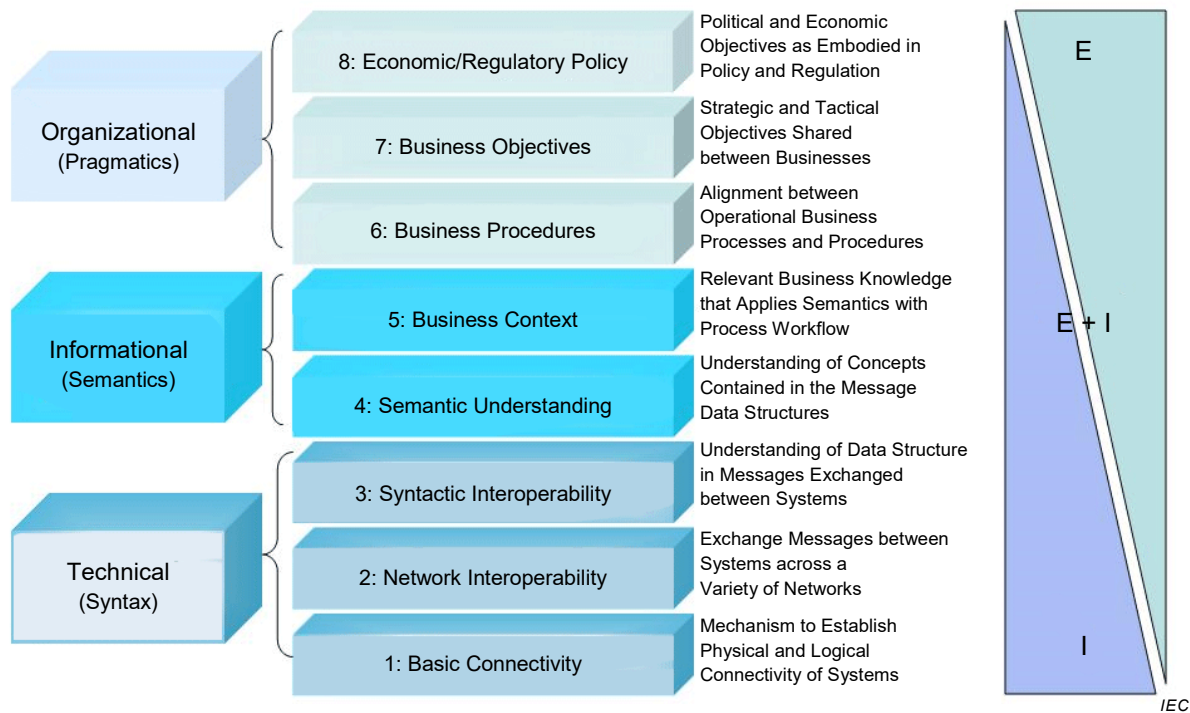 Organizational
(Pragmatics)
8: Economic/Regulatory Policy
Political and Economic
Objectives as Embodied in
Policy and Regulation
7: Business Objectives
Strategic and Tactical
Objectives Shared
between Businesses
6: Business Procedures
Alignment between
Operational Business
Processes and Procedures
Informational
(Semantics)
5: Business Context
Relevant Business Knowledge
that Applies Semantics with
Process Workflow
4: Semantic Understanding
Understanding of Concepts
Contained in the Message
Data Structures
Technical
(Syntax)
3: Syntactic Interoperability
Understanding of Data Structure
in Messages Exchanged
between Systems
2: Network Interoperability
Exchange Messages between
Systems across a
Variety of Networks
1: Basic Connectivity
Mechanism to Establish
Physical and Logical
Connectivity of Systems
E
E + I
I
IEC